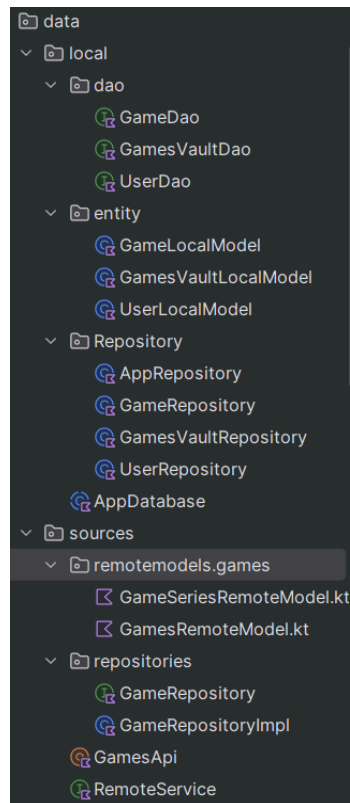 data
local
dao
GameDao
GamesVaultDao
UserDao
entity
GameLocalModel
GamesVaultLocalModel
UserLocalModel
Repository
AppRepository
GameRepository
GamesVaultRepository
UserRepository
AppDatabase
sources
remotemodels.games
GameSeriesRemoteModel.kt
GamesRemoteModel.kt
repositories
GameRepository
GameRepositoryImpl
GamesApi
RemoteService